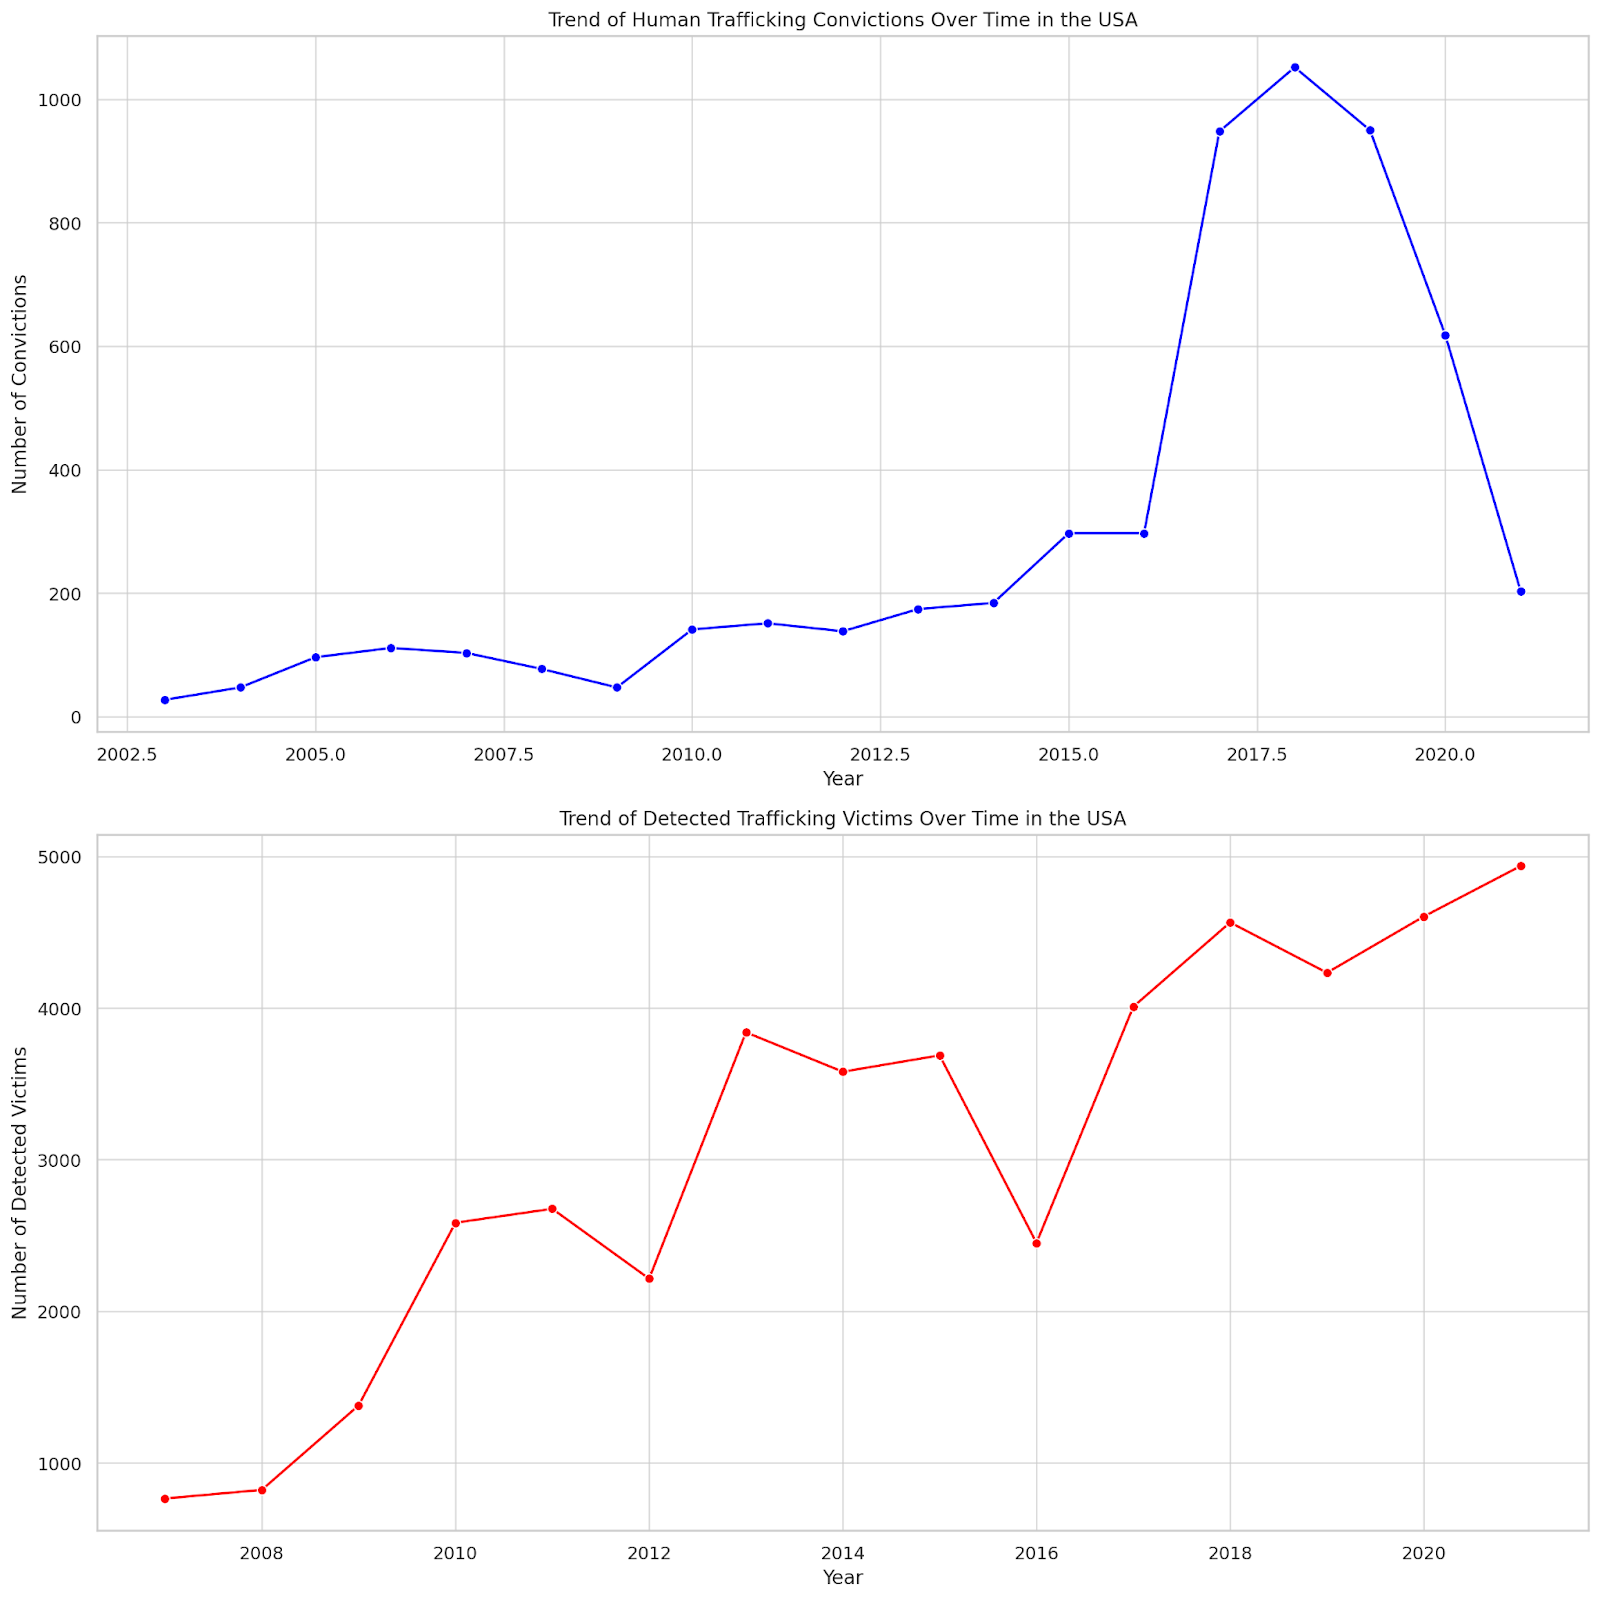 Trend of Human Trafficking Convictions Over Time in the USA
Number of Convictions
1000
800
600
400
200
0
2002.5 2005.0 2007.5 2010.0 2012.5 2015.0 2017.5 2020.0
Year
Trend of Detected Trafficking Victims Over Time in the USA
Number of Detected Victims
5000
4000
3000
2000
1000
2008 2010 2012 2014 2016 2018 2020
Year